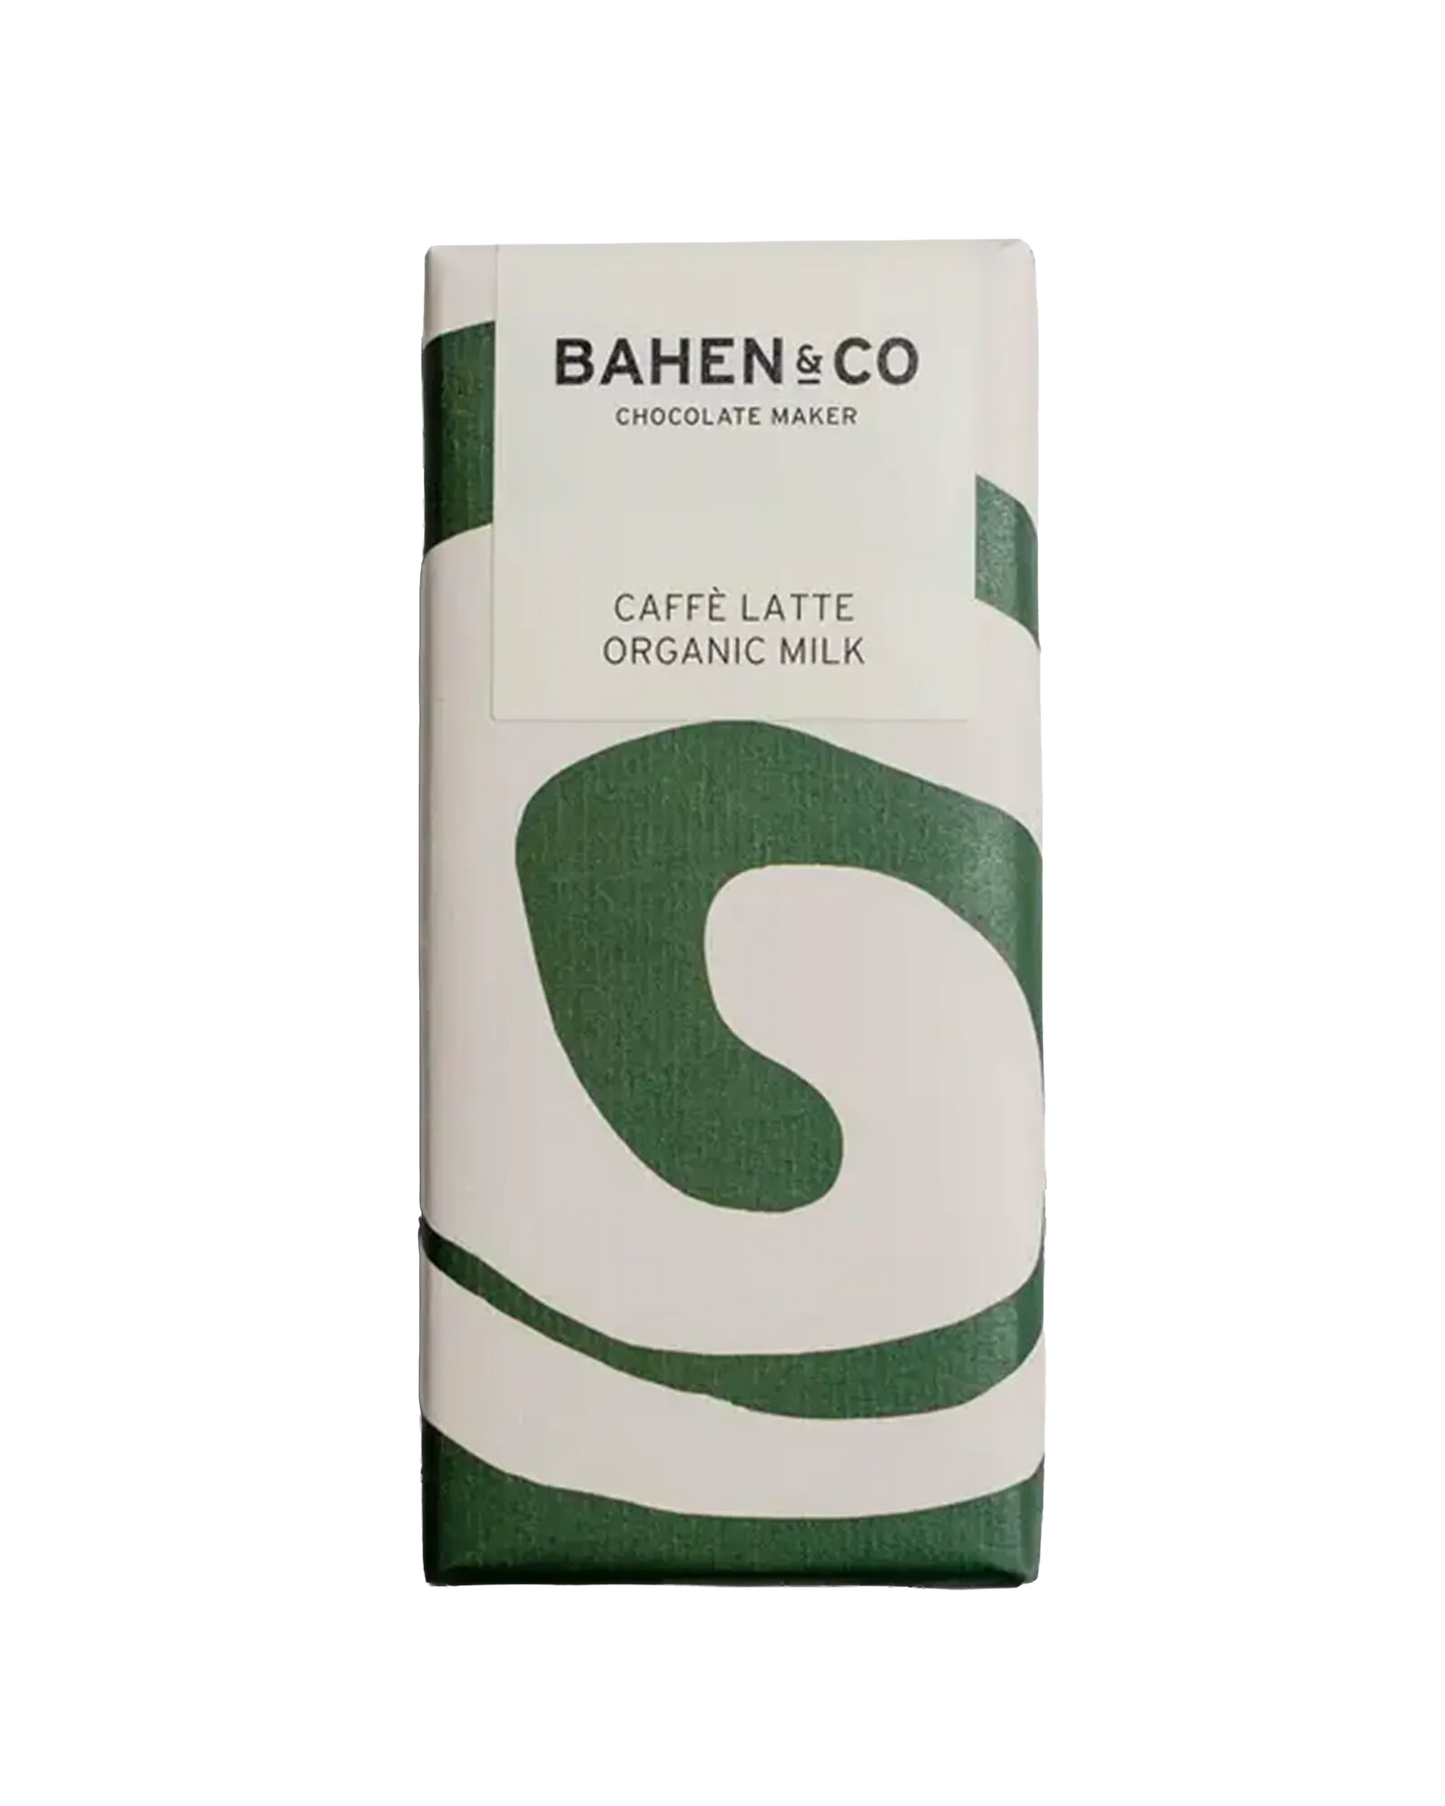 BAHEN & CO
CHOCOLATE MAKER
CAFFÈ LATTE
ORGANIC MILK